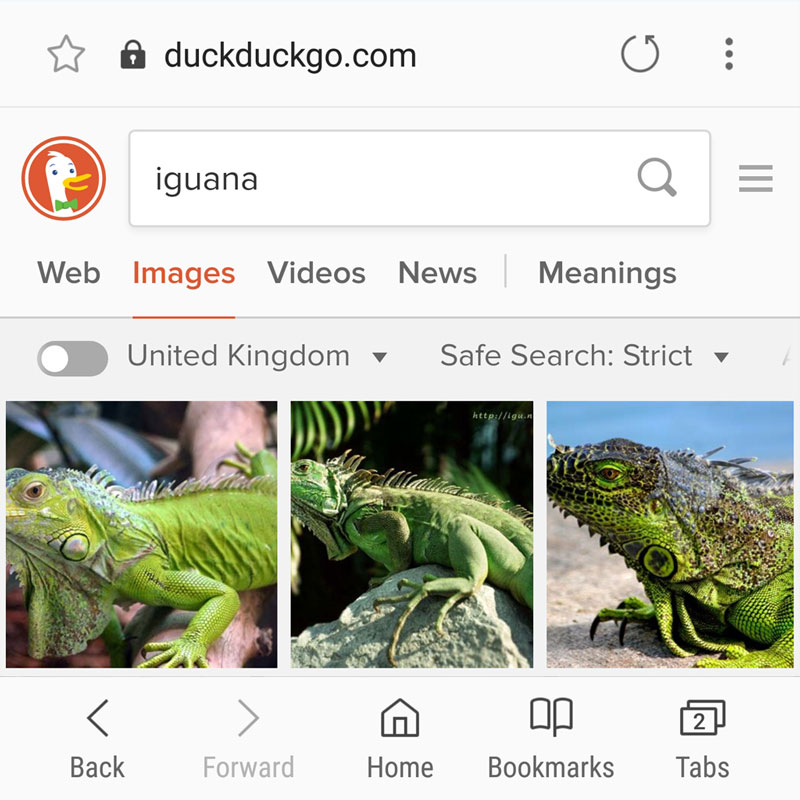 duckduckgo.com
iguana
Web Images Videos News Meanings
United Kingdom Safe Search: Strict
http://igu.n
Back Forward Home Bookmarks 2 Tabs